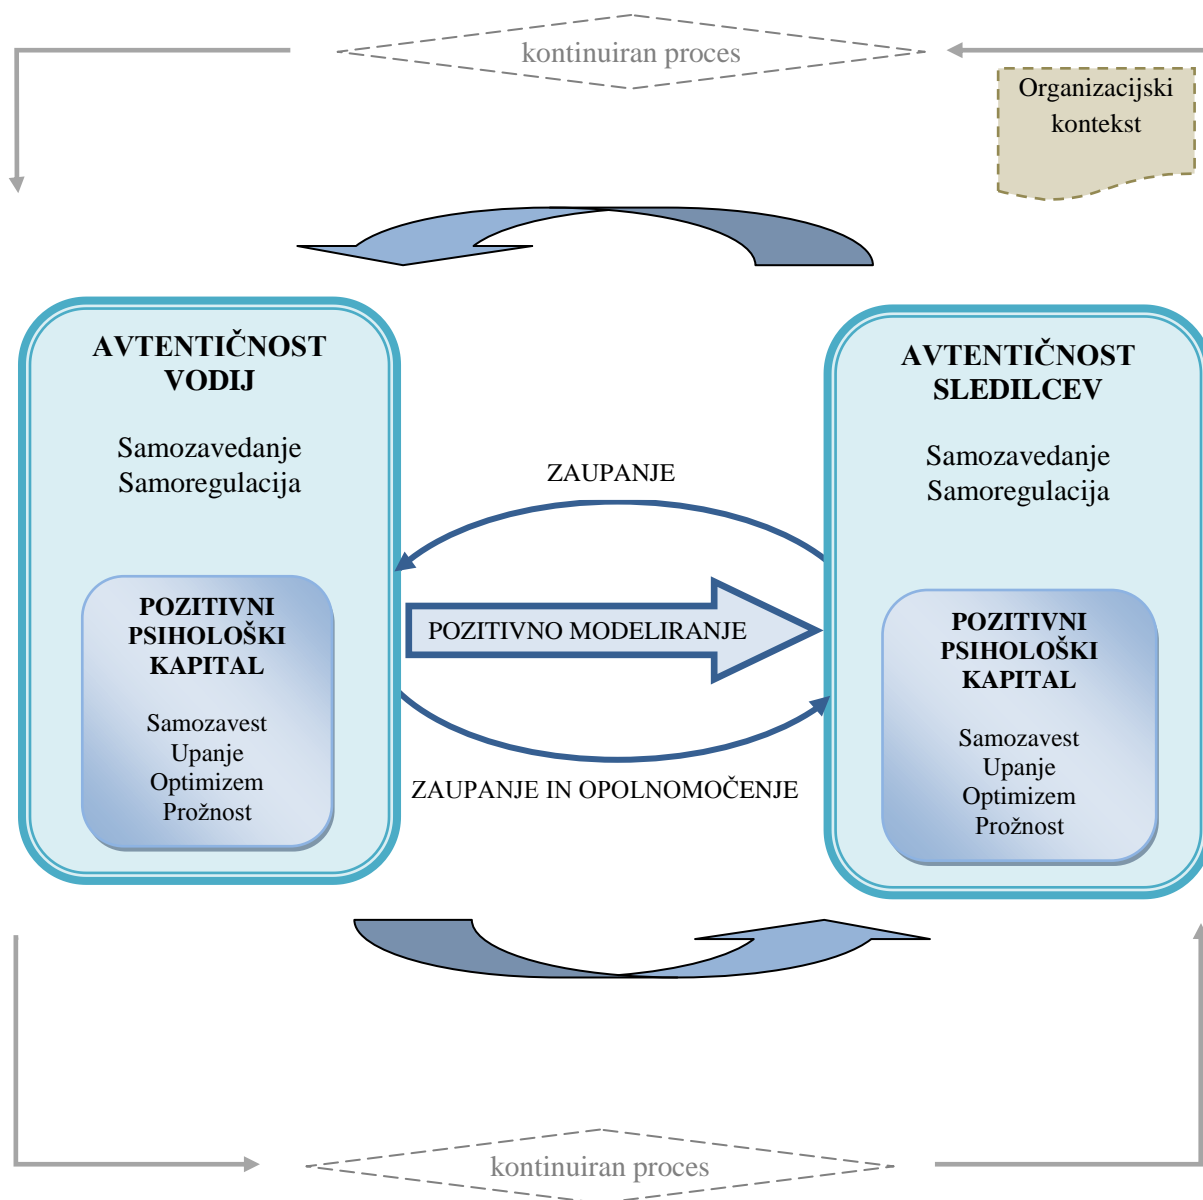 kontinuiran proces
Organizacijski
kontekst
AVTENTIČNOST
VODIJ
Samozavedanje
Samoregulacija
POZITIVNI
PSIHOLOŠKI
KAPITAL
Samozavest
Upanje
Optimizem
Prožnost
ZAUPANJE
POZITIVNO MODELIRANJE
ZAUPANJE IN OPOLNOMOČENJE
AVTENTIČNOST
SLEDILCEV
Samozavedanje
Samoregulacija
POZITIVNI
PSIHOLOŠKI
KAPITAL
Samozavest
Upanje
Optimizem
Prožnost
kontinuiran proces